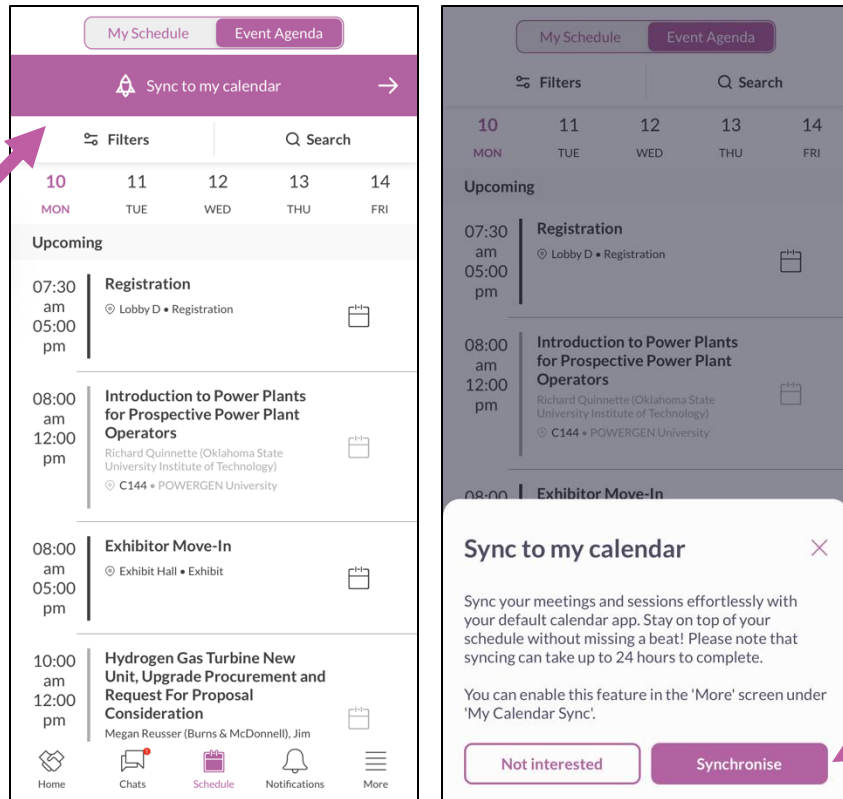 My Schedule Event Agenda
Sync to my calendar
Filters Search
10 11 12 13 14
MON TUE WED THU FRI
Upcoming
07:30
am
05:00
pm
Registration
Lobby D • Registration
08:00
am
12:00
pm
Introduction to Power Plants
for Prospective Power Plant
Operators
Richard Quinnette (Oklahoma State
University Institute of Technology)
C144 • POWERGEN University
08:00
am
05:00
pm
Exhibitor Move-In
Exhibit Hall • Exhibit
10:00
am
12:00
pm
Hydrogen Gas Turbine New
Unit, Upgrade Procurement and
Request For Proposal
Consideration
Megan Reusser (Burns & McDonnell), Jim
Home Chats Schedule Notifications More
My Schedule Event Agenda
Filters Search
10 11 12 13 14
MON TUE WED THU FRI
Upcoming
07:30
am
05:00
pm
Registration
Lobby D • Registration
08:00
am
12:00
pm
Introduction to Power Plants
for Prospective Power Plant
Operators
Richard Quinnette (Oklahoma State
University Institute of Technology)
C144 • POWERGEN University
08:00
Exhibitor Move-In
Sync to my calendar
Sync your meetings and sessions effortlessly with
your default calendar app. Stay on top of your
schedule without missing a beat! Please note that
syncing can take up to 24 hours to complete.
You can enable this feature in the 'More' screen under
'My Calendar Sync'.
Not interested Synchronise